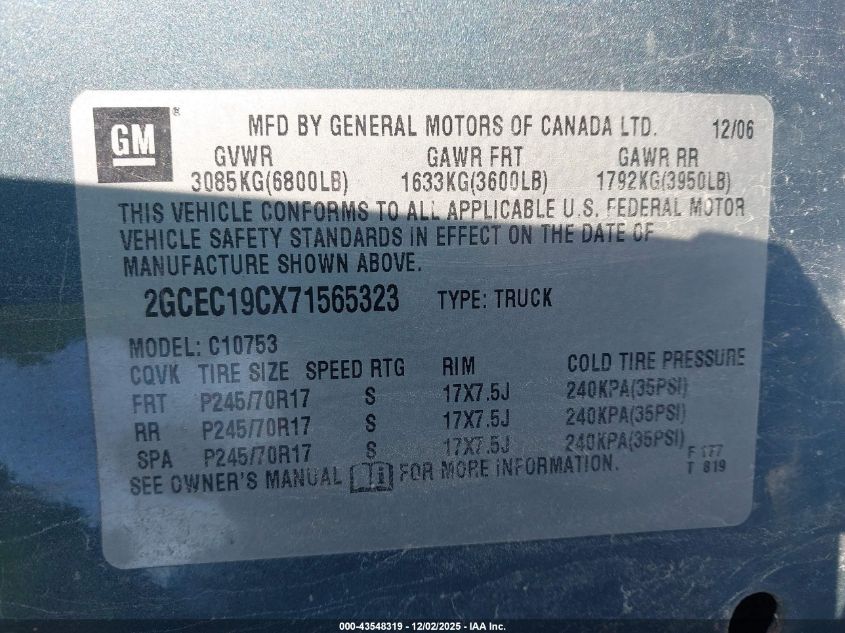 GM ® MFD BY GENERAL MOTORS OF CANADA LTD. 12/06
GVWR GAWR FRT GAWR RR
3085KG(6800LB) 1633KG(3600LB) 1792KG(3950LB)
THIS VEHICLE CONFORMS TO ALL APPLICABLE U.S. FEDERAL MOTOR
VEHICLE SAFETY STANDARDS IN EFFECT ON THE DATE OF
MANUFACTURE SHOWN ABOVE.
2GCEC19CX71565323 TYPE: TRUCK
MODEL: C10753
CQVK TIRE SIZE SPEED RTG RIM COLD TIRE PRESSURE
FRT P245/70R17 S 17X7.5J 240KPA(35PSI)
RR P245/70R17 S 17X7.5J 240KPA(35PSI)
SPA P245/70R17 S 17X7.5J 240KPA(35PSI)
SEE OWNER'S MANUAL FOR MORE INFORMATION. F 177
T 819
000-43548319 - 12/02/2025 - IAA Inc.